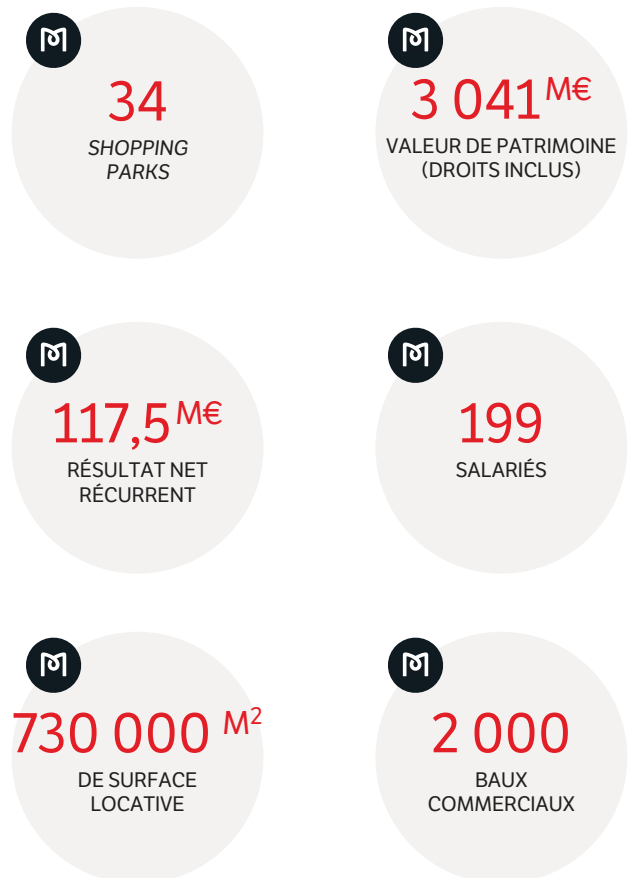 34
SHOPPING
PARKS
3 041 M€
VALEUR DE PATRIMOINE
(DROITS INCLUS)
117,5 M€
RÉSULTAT NET
RÉCURRENT
199
SALARIÉS
730 000 M²
DE SURFACE
LOCATIVE
2 000
BAUX
COMMERCIAUX